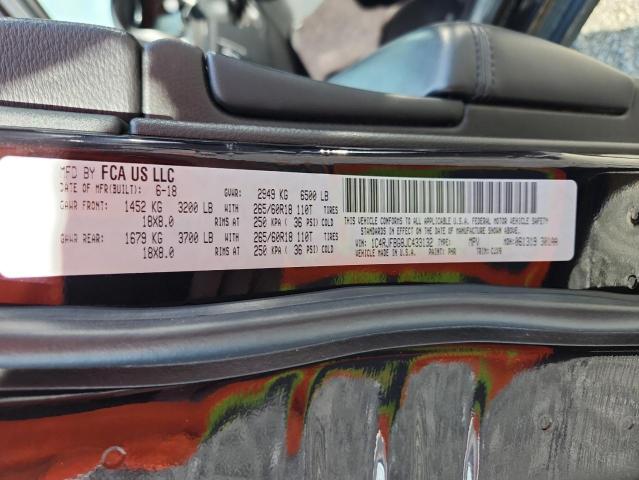 MFD BY FCA US LLC
DATE OF MFR(BUILT): 6-18 GVWR: 2949 KG 6500 LB
GAWR FRONT: 1452 KG 3200 LB WITH 265/60R18 110T TIRES
18X8.0 RIMS AT 250 KPA ( 36 PSI) COLD
GAWR REAR: 1679 KG 3700 LB WITH 265/60R18 110T TIRES
18X8.0 RIMS AT 250 KPA ( 36 PSI) COLD
THIS VEHICLE CONFORMS TO ALL APPLICABLE U.S.A. FEDERAL MOTOR VEHICLE SAFETY
STANDARDS IN EFFECT ON THE DATE OF MANUFACTURE SHOWN ABOVE.
VIN: 1C4RJFBG8JC433132 TYPE: MPV MDH: 061319 301AA
VEHICLE MADE IN U.S.A. PAINT: PXR TRIM: